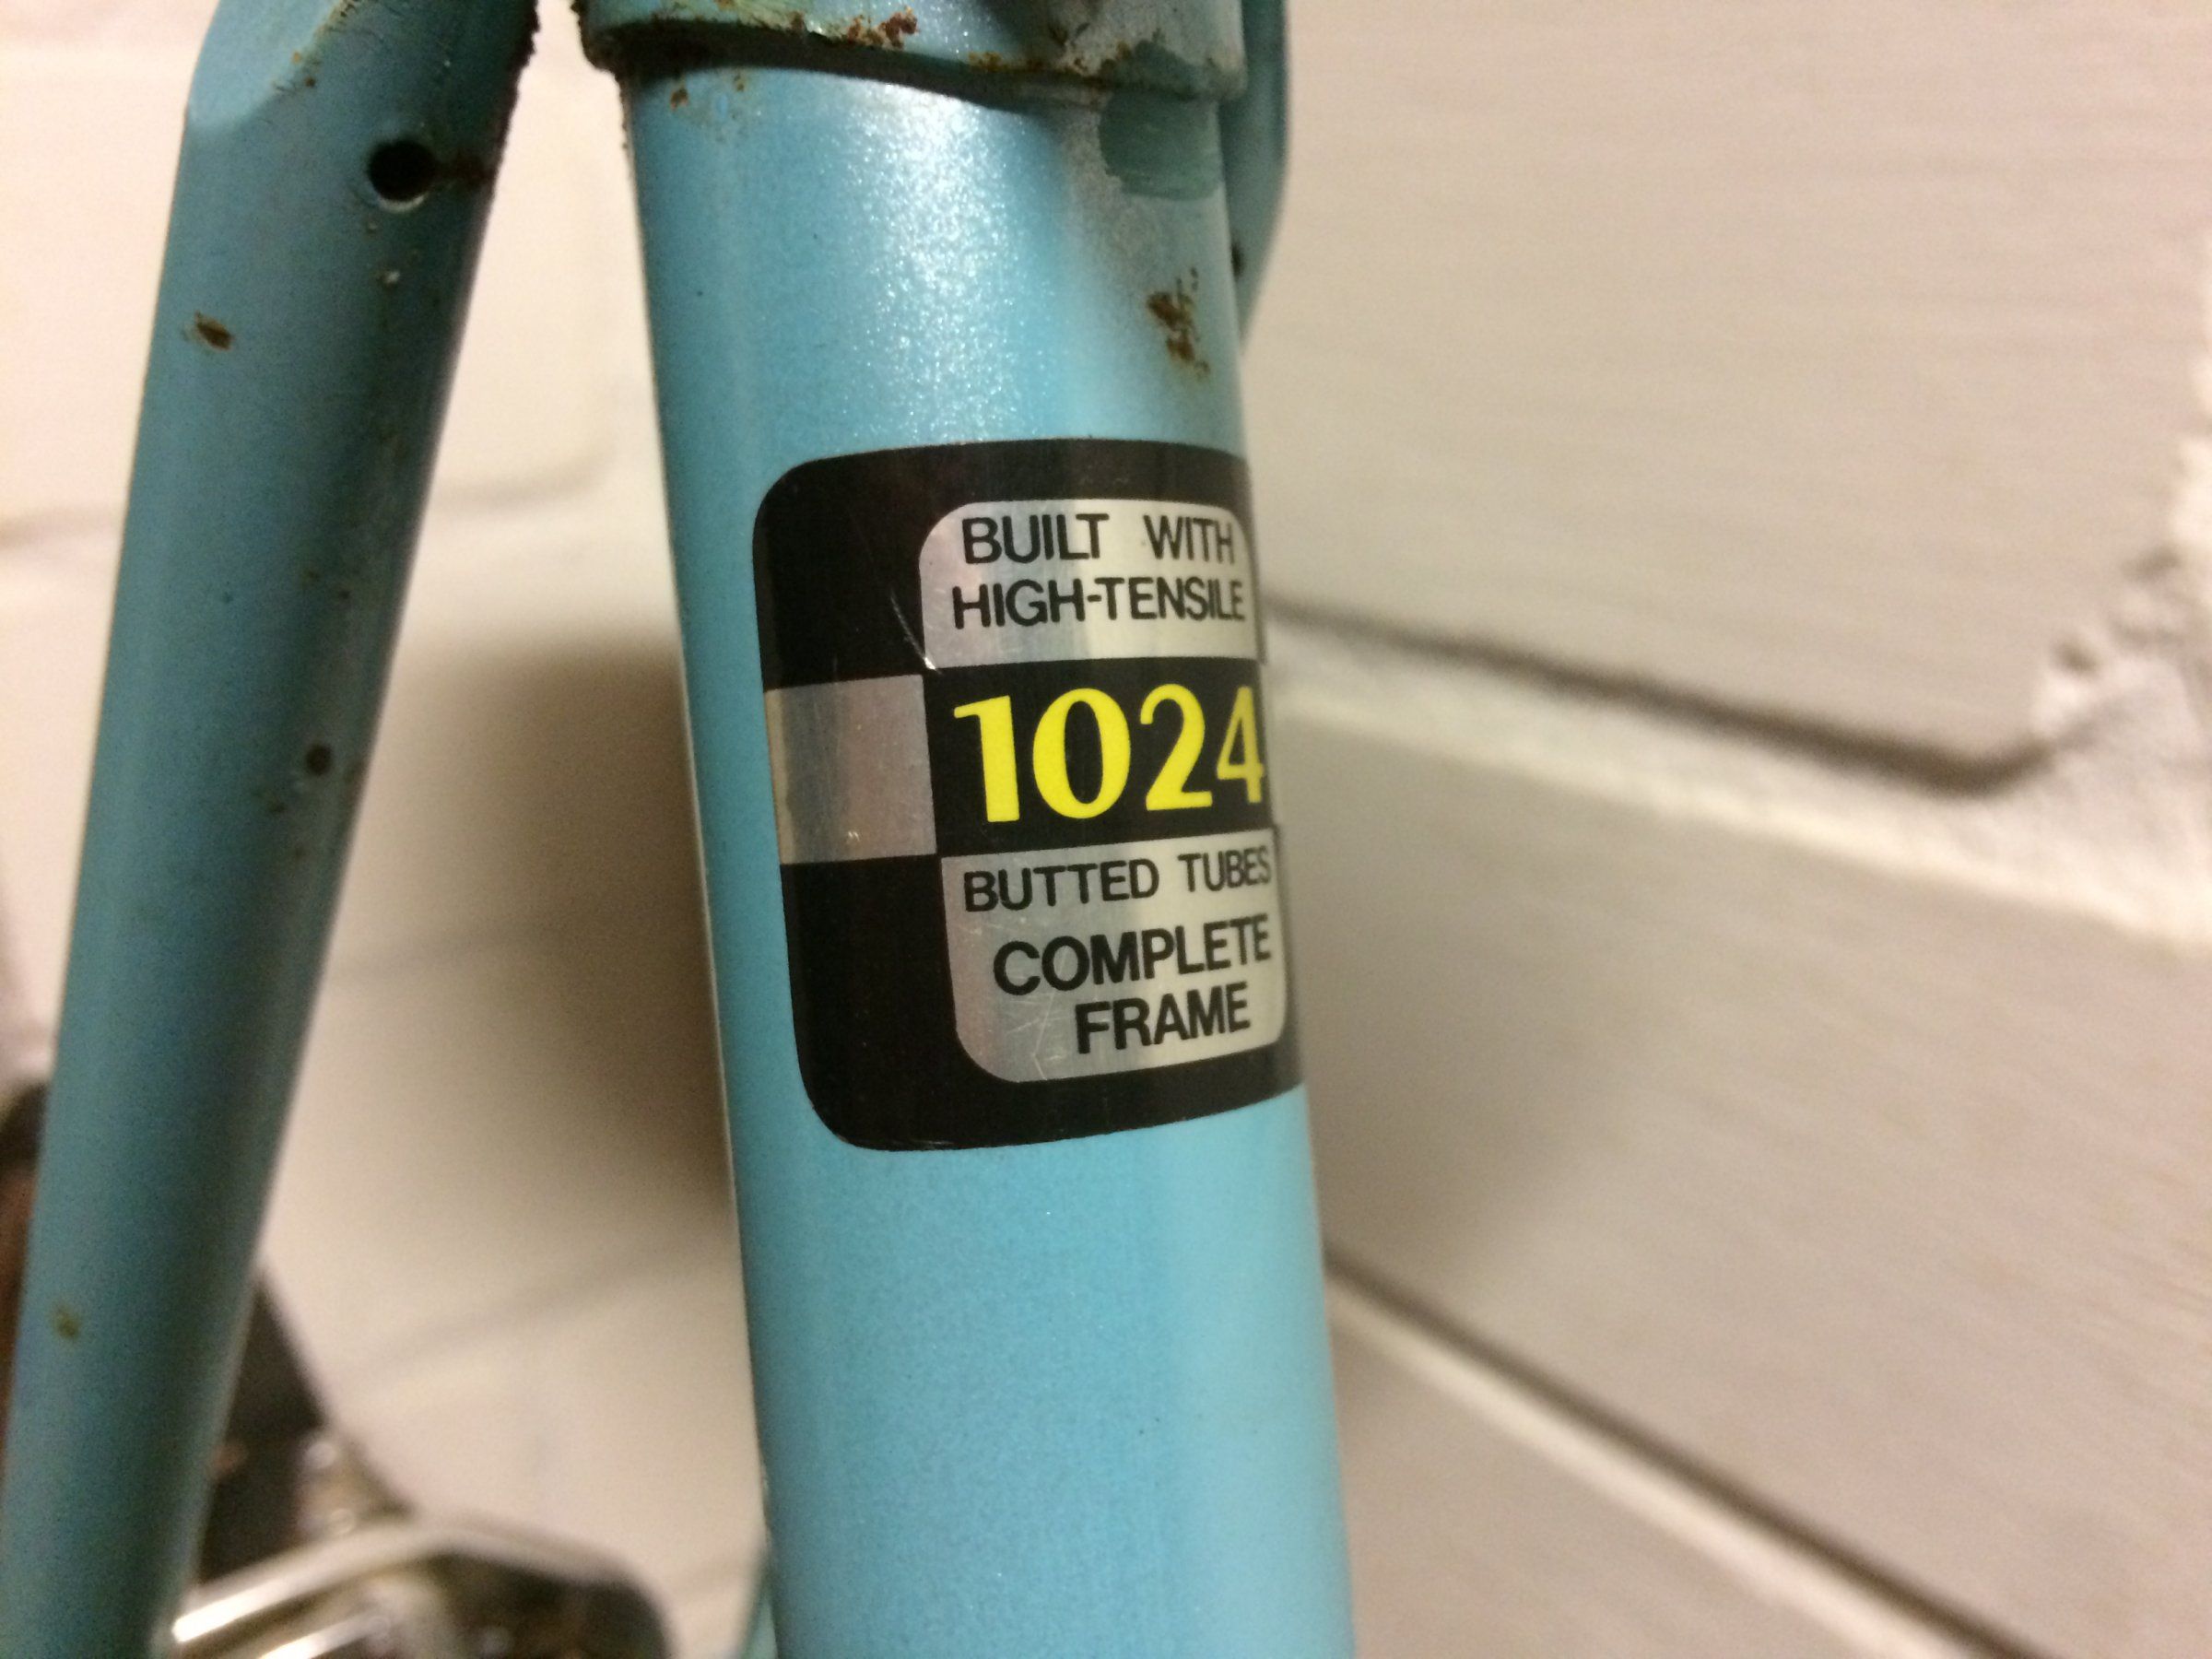 BUILT WITH
HIGH-TENSILE
1024
BUTTED TUBES
COMPLETE
FRAME